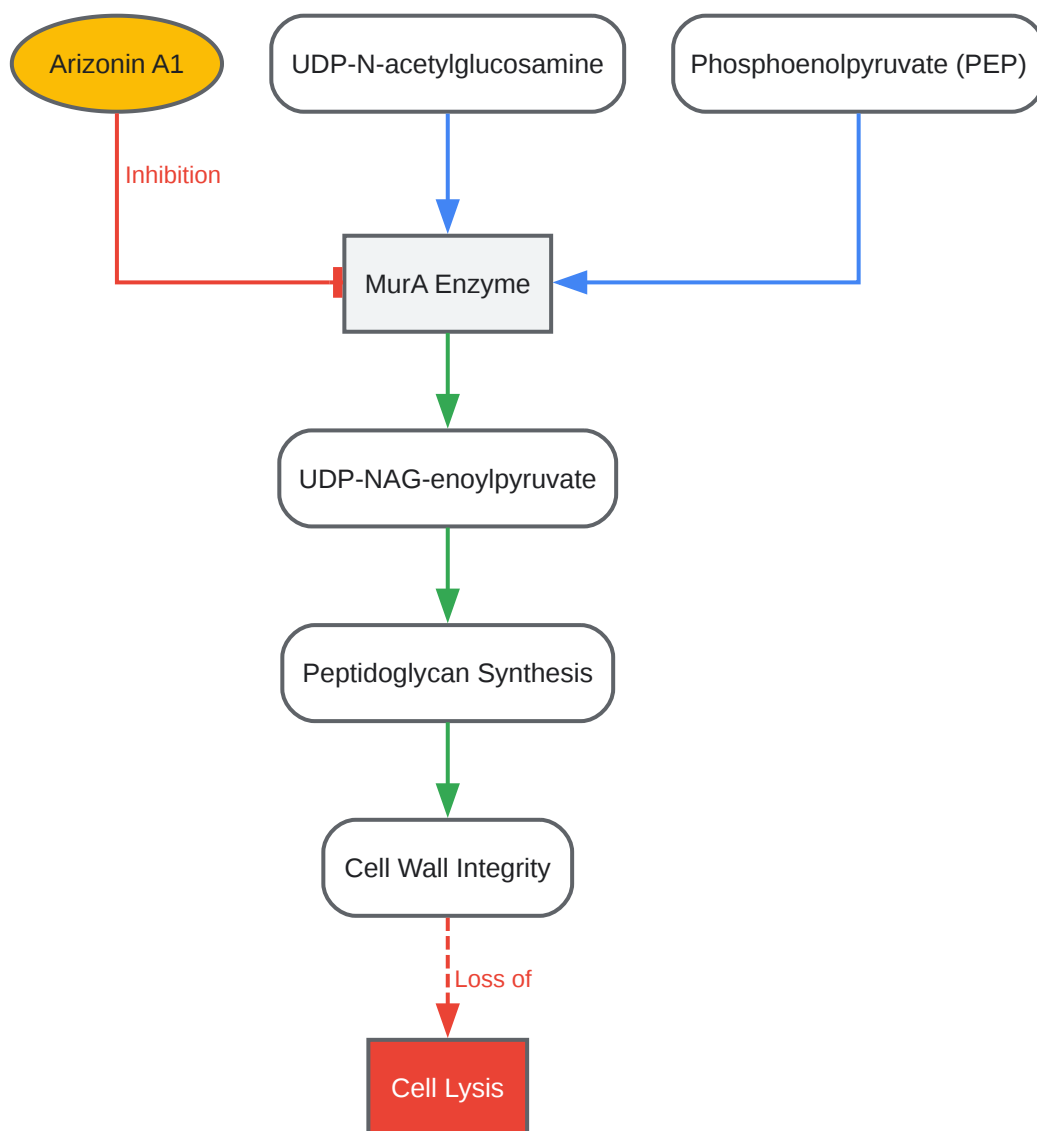 Arizonin A1
UDP-N-acetylglucosamine
Phosphoenolpyruvate (PEP)
Inhibition
MurA Enzyme
UDP-NAG-enoylpyruvate
Peptidoglycan Synthesis
Cell Wall Integrity
Loss of
Cell Lysis